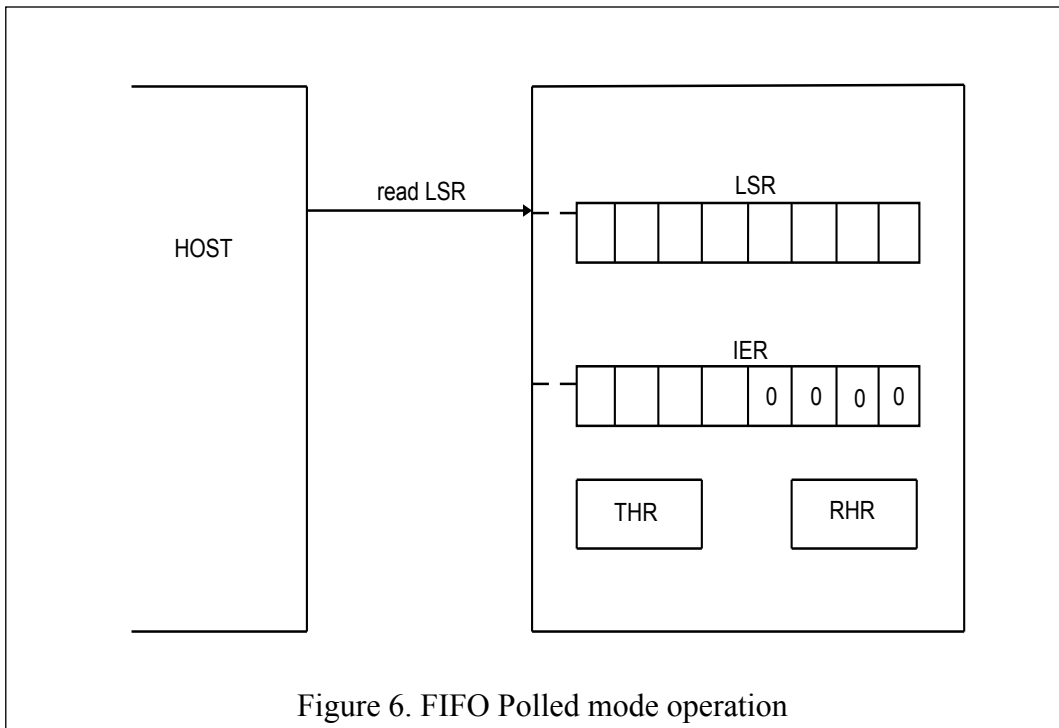 read LSR
LSR
HOST
IER
0 0 0 0
THR RHR
Figure 6. FIFO Polled mode operation